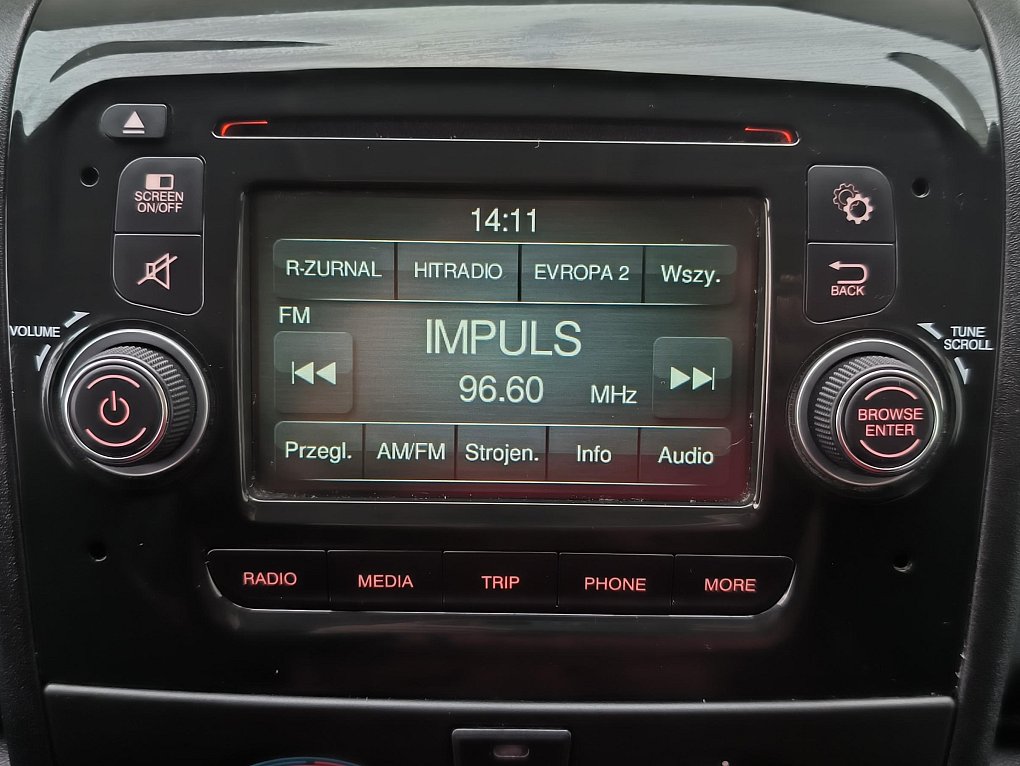 SCREEN
ON/OFF
14:11
R-ZURNAL HITRADIO EVROPA 2 Wszy.
BACK
VOLUME
FM
IMPULS
96.60 MHz
TUNE
SCROLL
BROWSE
ENTER
Przegl. AM/FM Strojen. Info Audio
RADIO MEDIA TRIP PHONE MORE